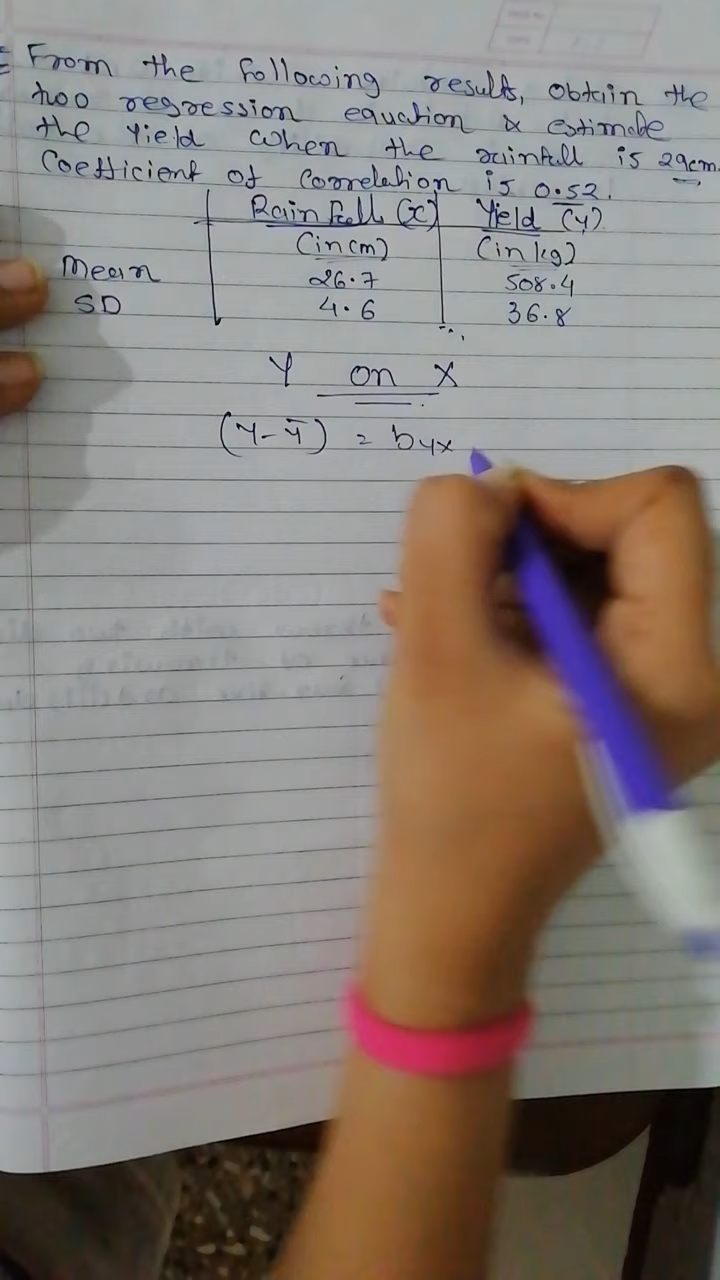 From the following results, obtain the
two regression equation & estimate
the Yield when the rainfall is 29cm.
Coefficient of correlation is 0.52.
Rain Fall (x) Yield (y)
(in cm) (in kg)
Mean 26.7 508.4
SD 4.6 36.8
Y on X
(y-ȳ) = byx